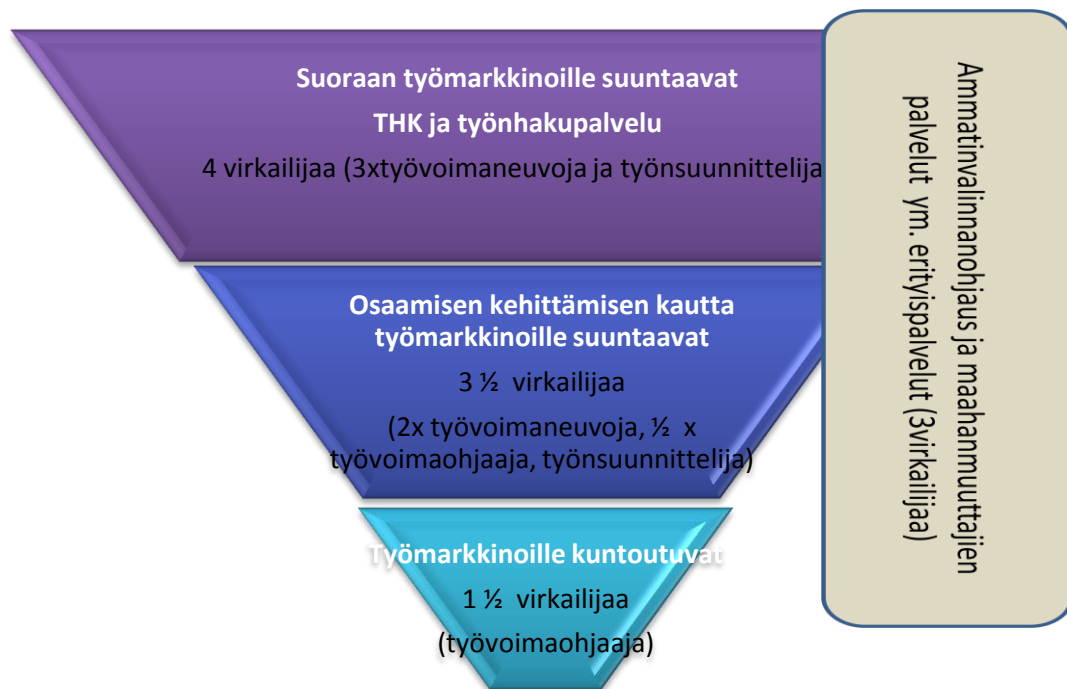 Suoraan työmarkkinoille suuntaavat
THK ja työnhakupalvelu
4 virkailijaa (3xtyövoimaneuvoja ja työnsuunnittelija
Osaamisen kehittämisen kautta
työmarkkinoille suuntaavat
3 ½ virkailijaa
(2x työvoimaneuvoja, ½ x
työvoimaohjaaja, työnsuunnittelija)
Työmarkkinoille kuntoutuvat
1 ½ virkailijaa
(työvoimaohjaaja)
Ammatinvalinnanohjaus ja maahanmuuttajien
palvelut ym. erityispalvelut (3virkailijaa)